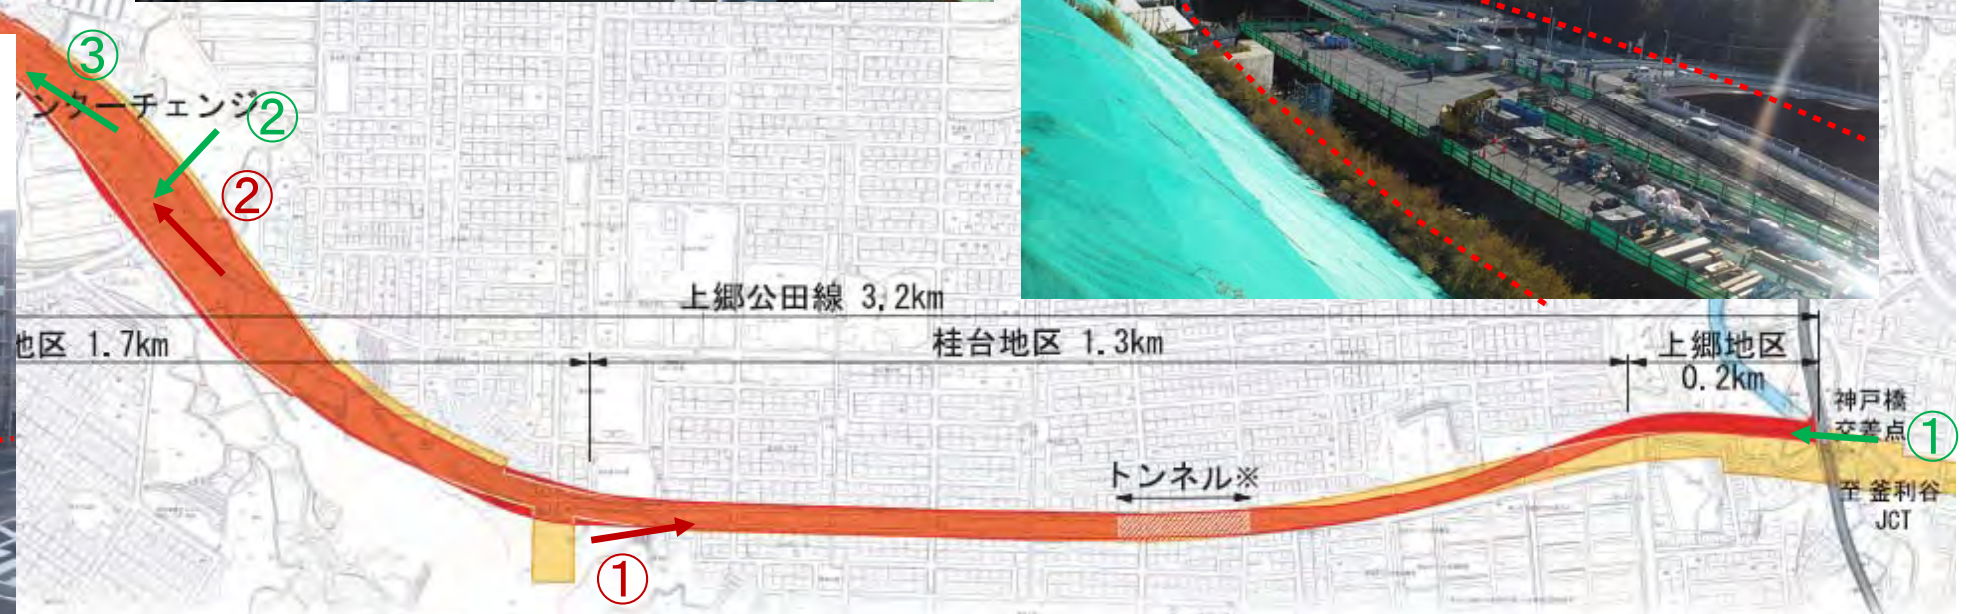 ③
インターチェンジ
②
②
上郷公田線 3.2km
地区 1.7km
桂台地区 1.3km
上郷地区
0.2km
神戸橋
交差点
①
トンネル※
至 釜利谷
JCT
①